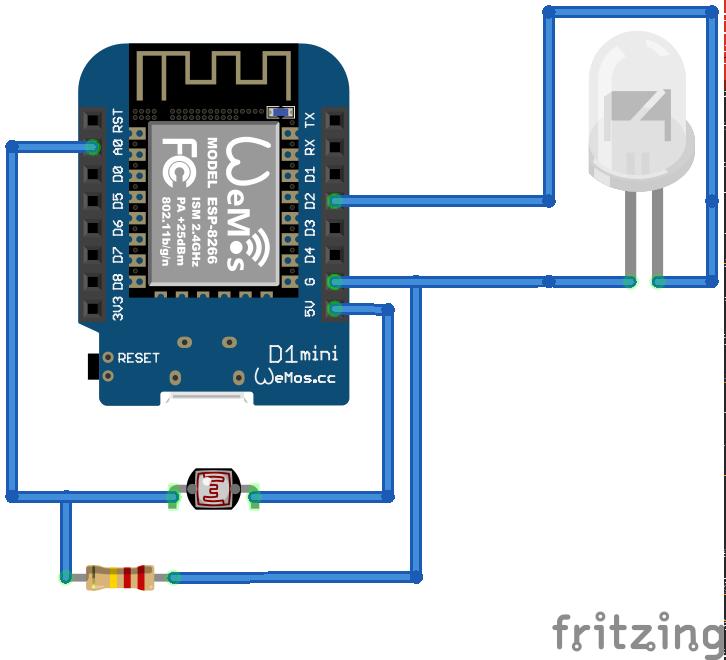 RST
A0
D0
D5
D6
D7
D8
3V3
TX
RX
D1
D2
D3
D4
G
5V
WeMos
MODEL ESP-8266
ISM 2.4GHz
PA +25dBm
802.11b/g/n
FC
RESET
D1mini
WeMos.cc
fritzing